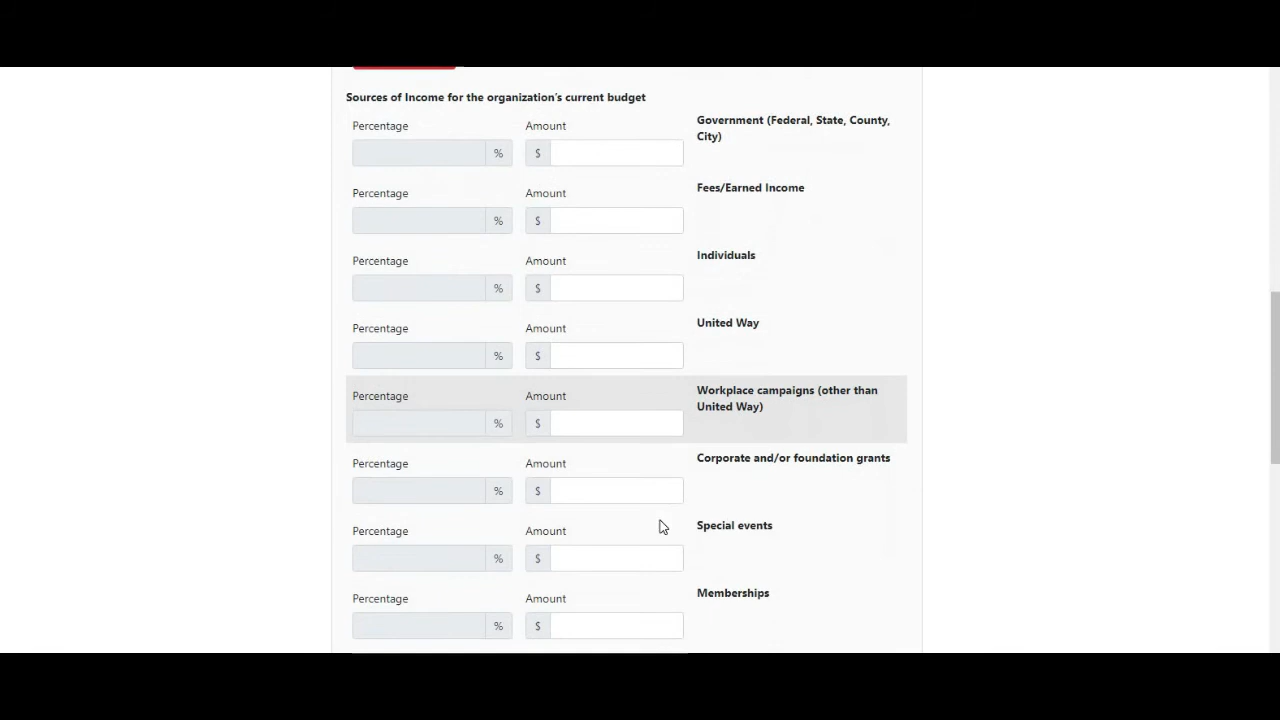 Sources of Income for the organization's current budget
Percentage Amount Government (Federal, State, County,
City)
% $
Percentage Amount Fees/Earned Income
% $
Percentage Amount Individuals
% $
Percentage Amount United Way
% $
Percentage Amount Workplace campaigns (other than
United Way)
% $
Percentage Amount Corporate and/or foundation grants
% $
Percentage Amount Special events
% $
Percentage Amount Memberships
% $